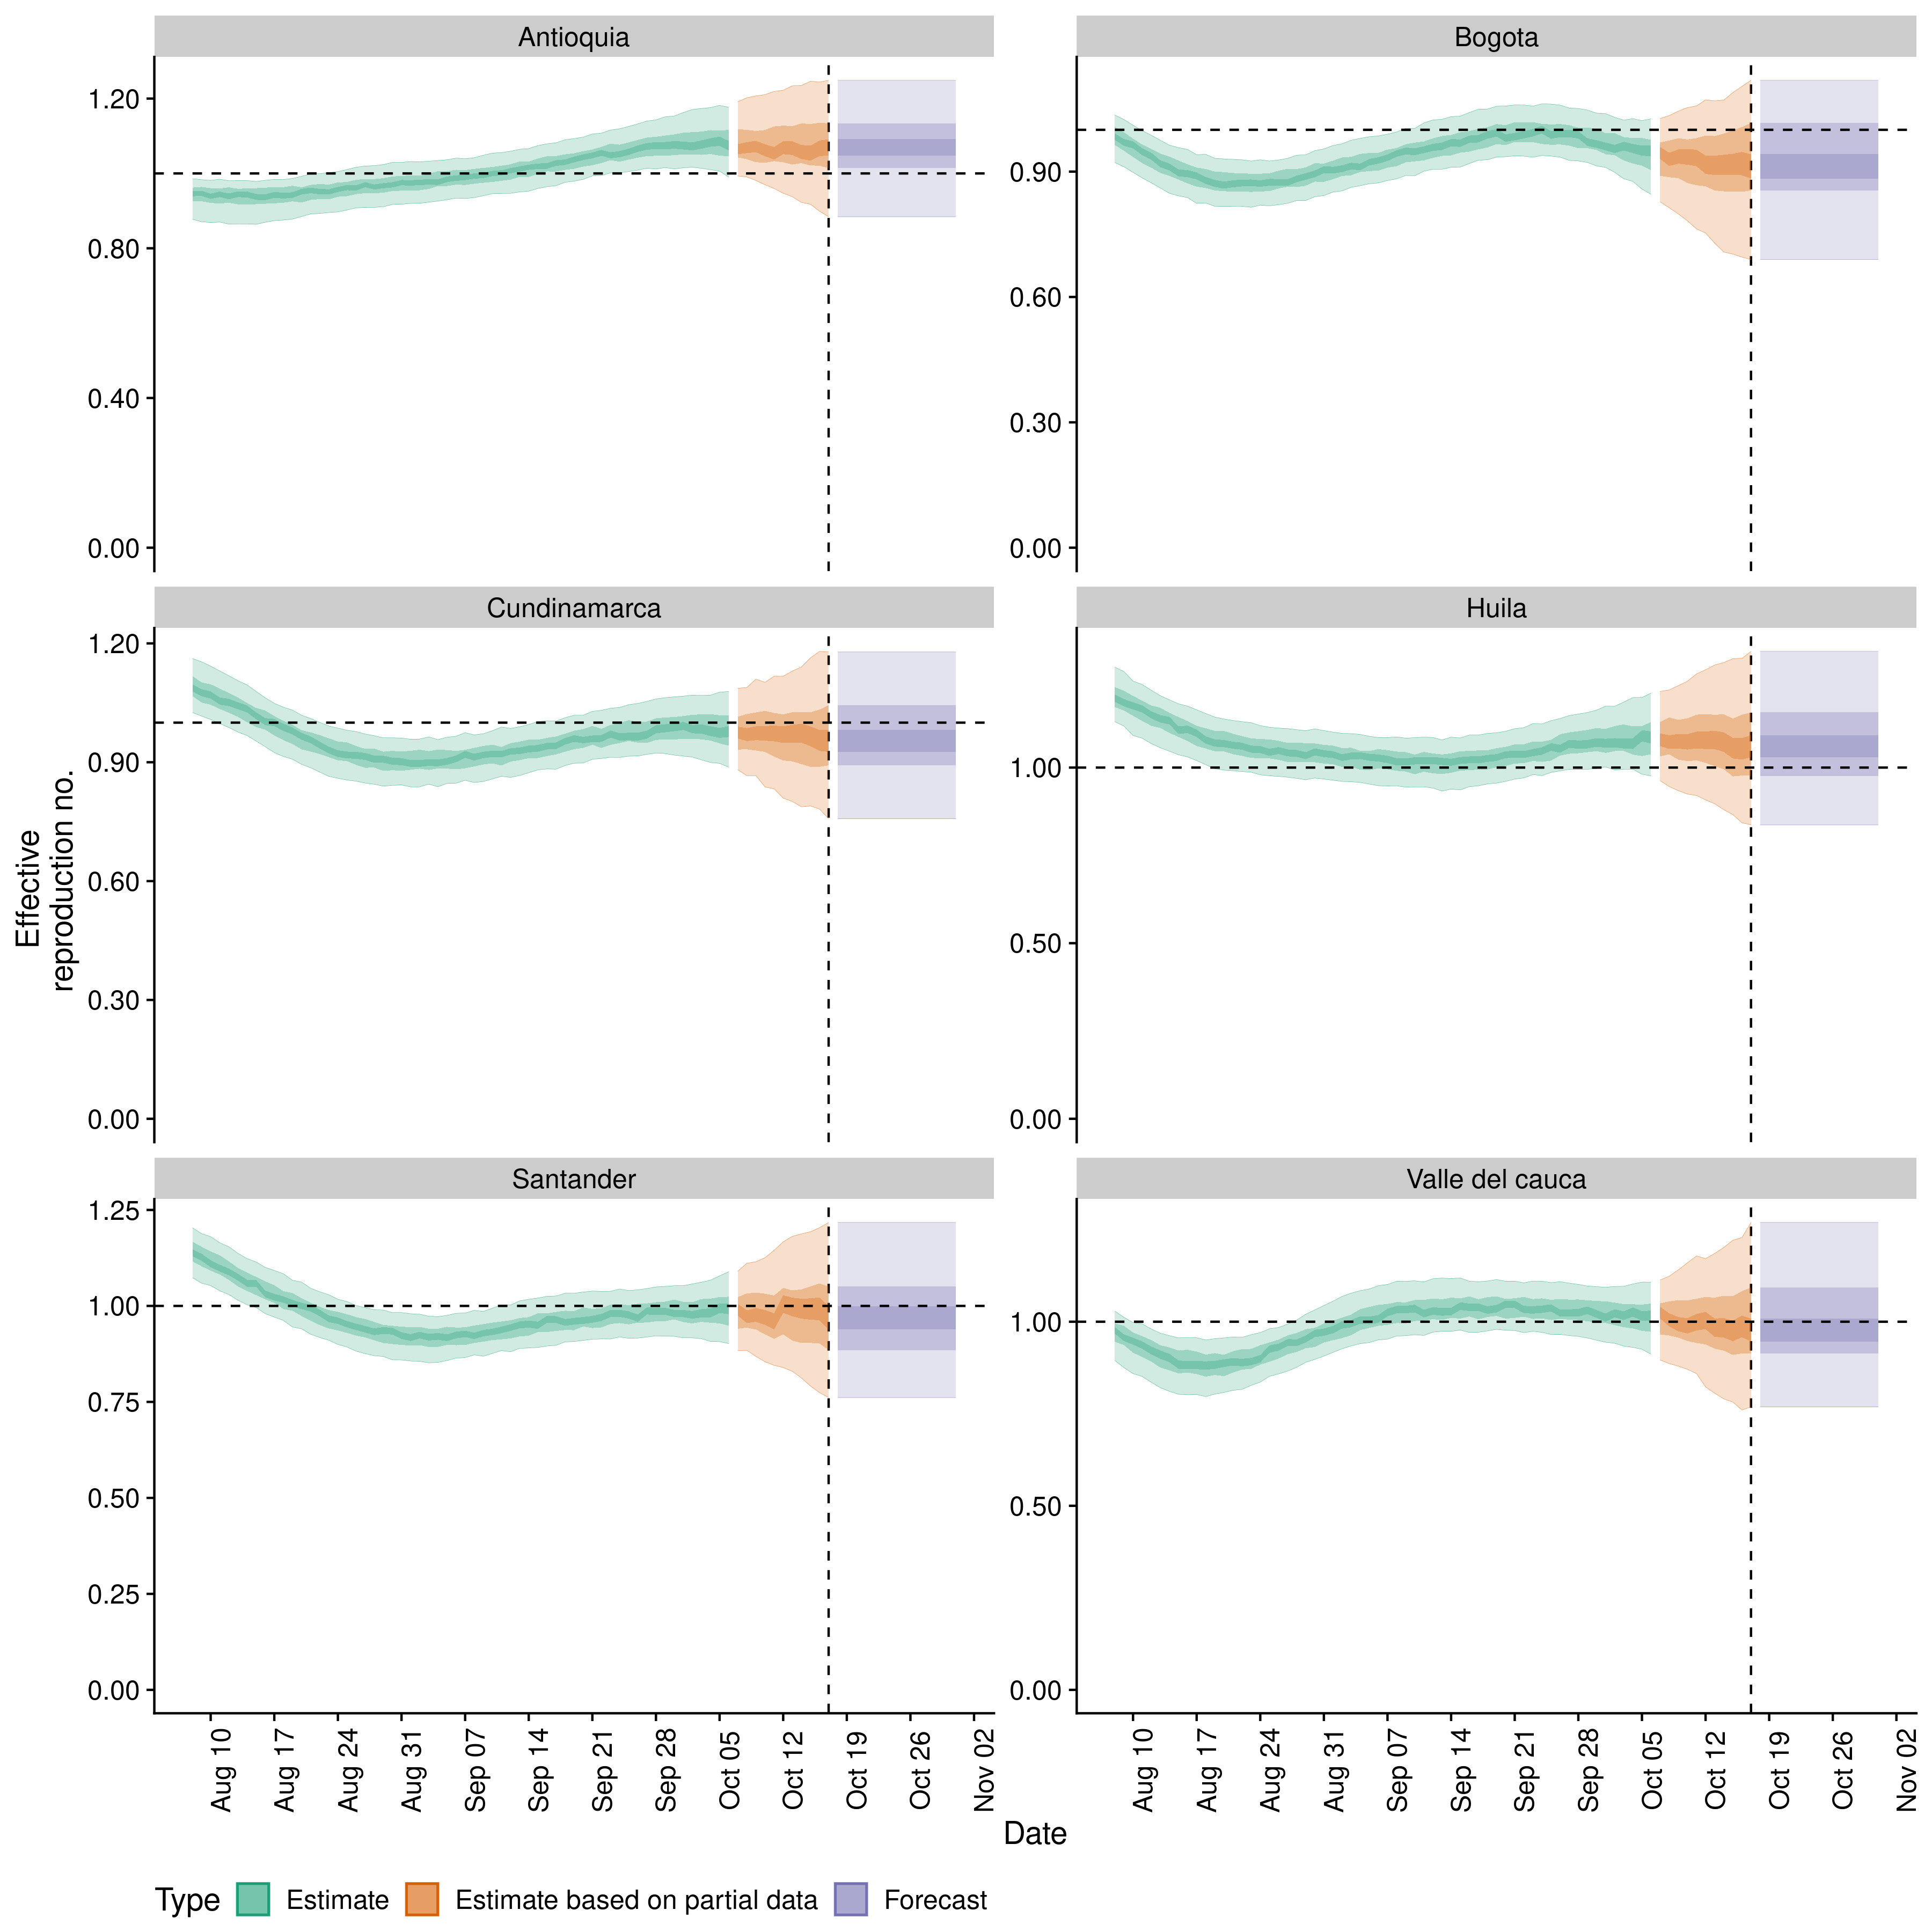 Antioquia
Bogota
1.20
0.80
0.40
0.00
0.90
0.60
0.30
0.00
Cundinamarca
Huila
1.20
0.90
0.60
0.30
0.00
1.00
0.50
0.00
Santander
Valle del cauca
1.25
1.00
0.75
0.50
0.25
0.00
1.00
0.50
0.00
Effective
reproduction no.
Aug 10
Aug 17
Aug 24
Aug 31
Sep 07
Sep 14
Sep 21
Sep 28
Oct 05
Oct 12
Oct 19
Oct 26
Nov 02
Aug 10
Aug 17
Aug 24
Aug 31
Sep 07
Sep 14
Sep 21
Sep 28
Oct 05
Oct 12
Oct 19
Oct 26
Nov 02
Date
Type Estimate Estimate based on partial data Forecast